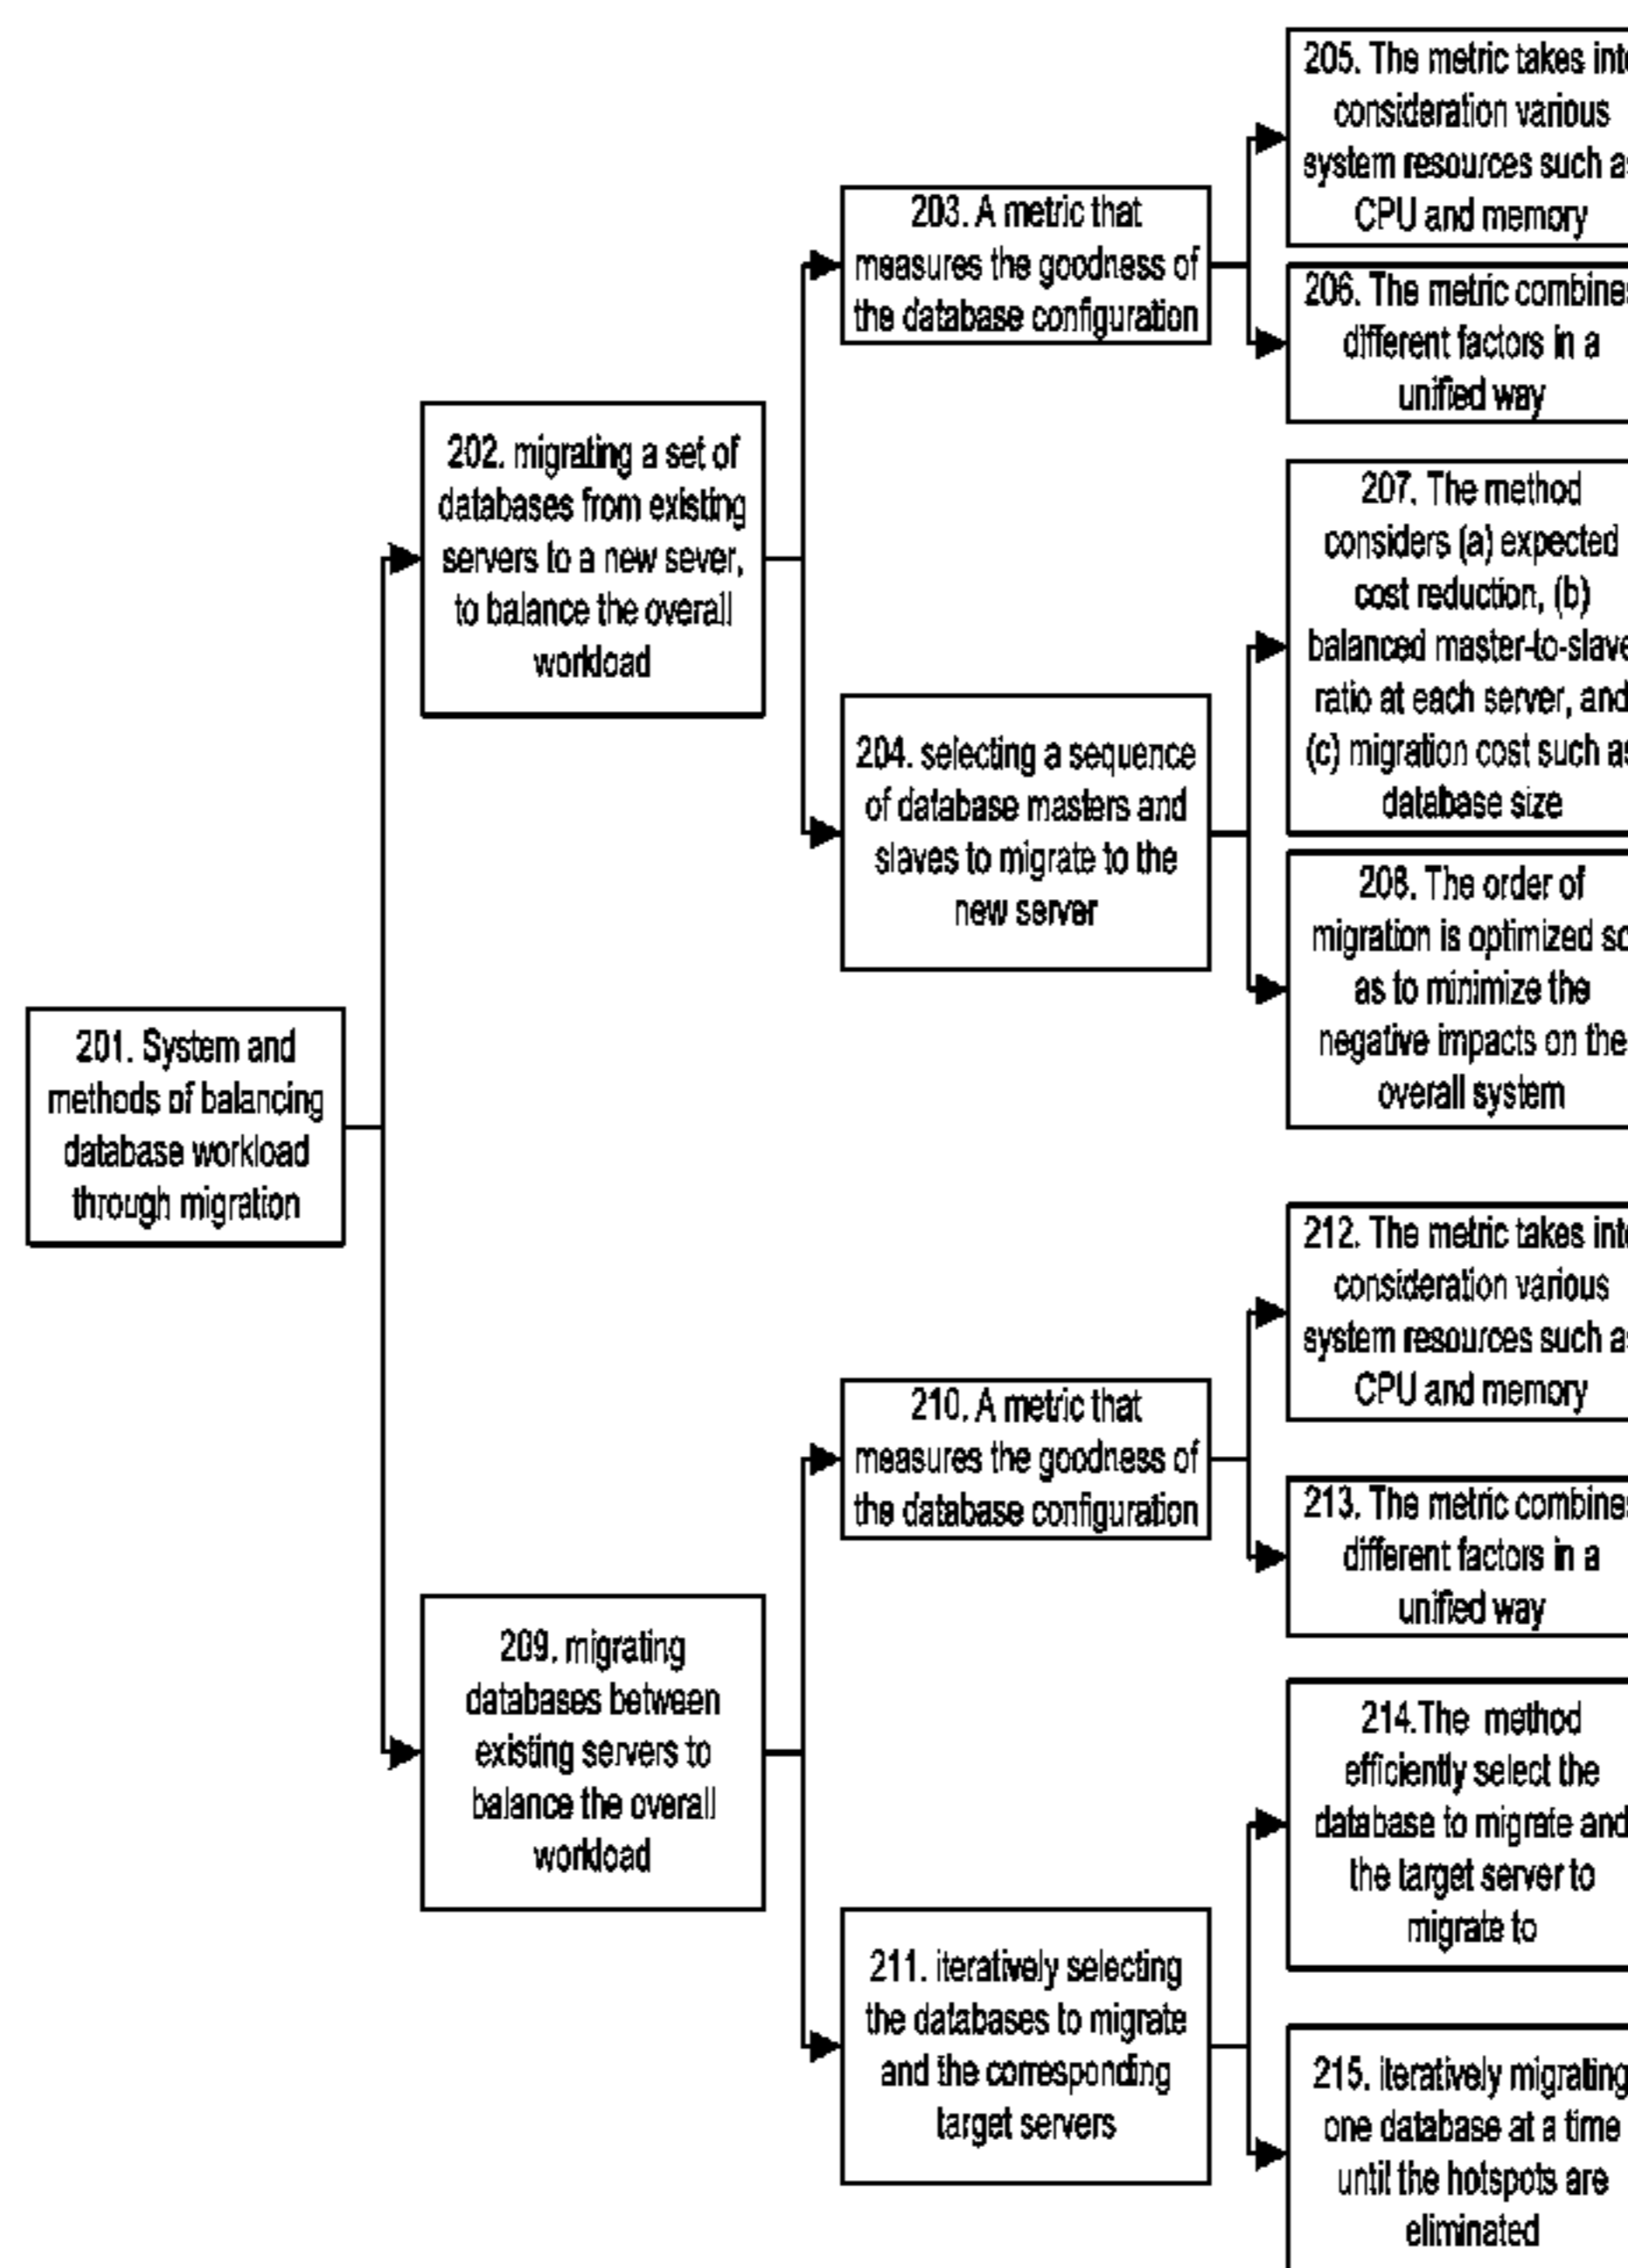 201. System and
methods of balancing
database workload
through migration
202. migrating a set of
databases from existing
servers to a new sever,
to balance the overall
workload
203. A metric that
measures the goodness of
the database configuration
204. selecting a sequence
of database masters and
slaves to migrate to the
new server
205. The metric takes into
consideration various
system resources such as
CPU and memory
206. The metric combines
different factors in a
unified way
207. The method
considers (a) expected
cost reduction, (b)
balanced master-to-slave
ratio at each server, and
(c) migration cost such as
database size
208. The order of
migration is optimized so
as to minimize the
negative impacts on the
overall system
209. migrating
databases between
existing servers to
balance the overall
workload
210. A metric that
measures the goodness of
the database configuration
211. iteratively selecting
the databases to migrate
and the corresponding
target servers
212. The metric takes into
consideration various
system resources such as
CPU and memory
213. The metric combines
different factors in a
unified way
214.The method
efficiently select the
database to migrate and
the target server to
migrate to
215. iteratively migrating
one database at a time
until the hotspots are
eliminated